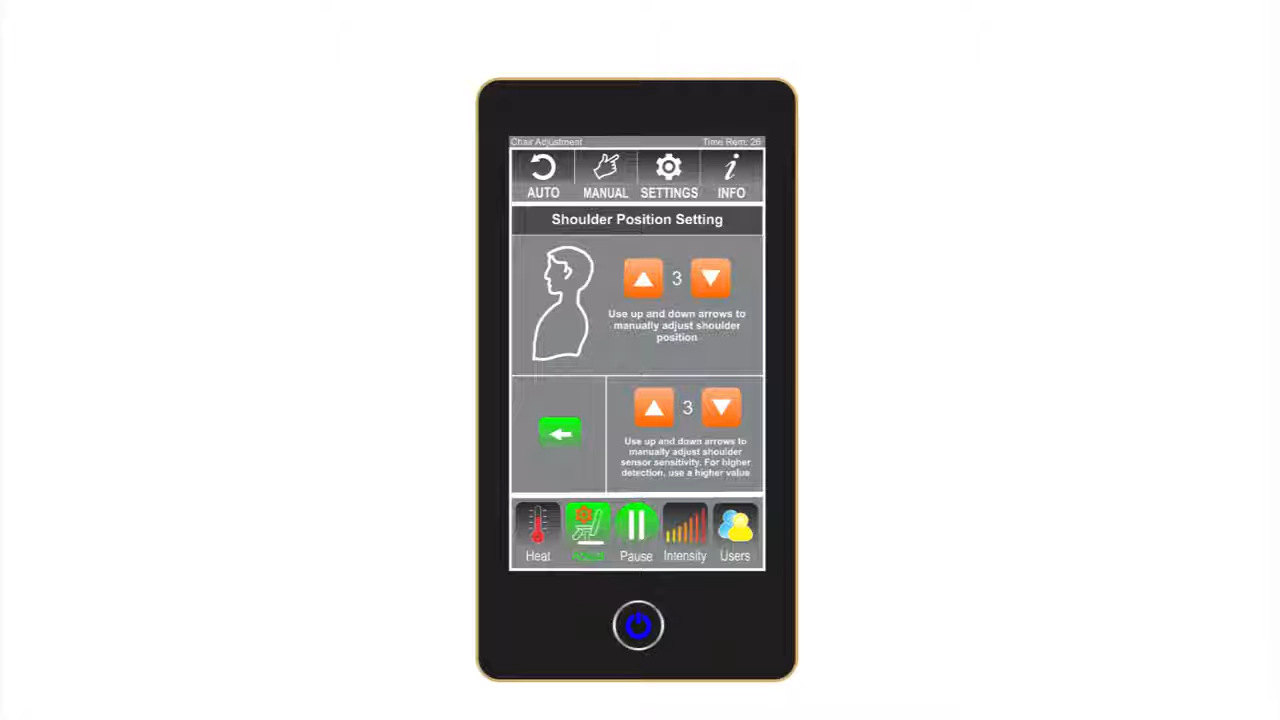 Chair Adjustment Time Rem: 26
AUTO MANUAL SETTINGS INFO
Shoulder Position Setting
3
Use up and down arrows to
manually adjust shoulder
position
3
Use up and down arrows to
manually adjust shoulder
sensor sensitivity. For higher
detection, use a higher value
Heat Pause Intensity Users